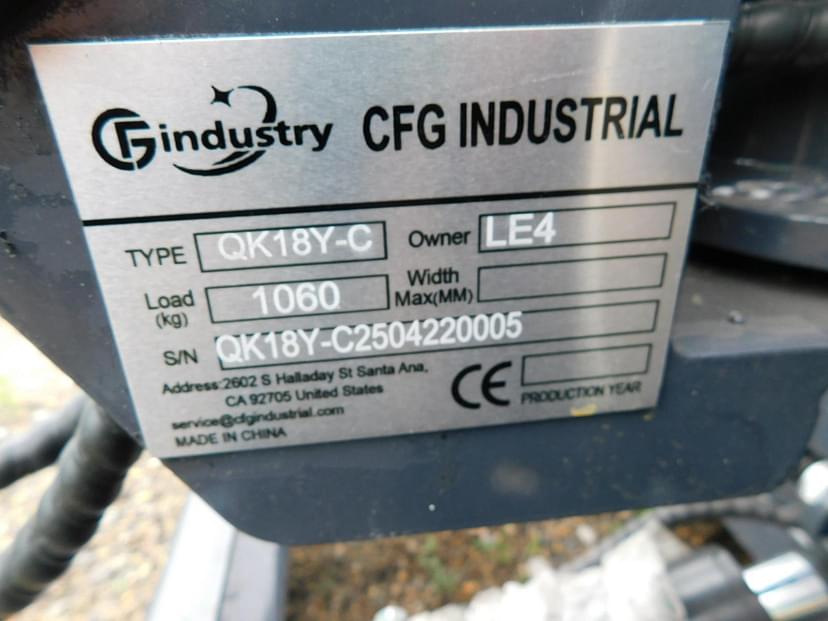 CFindustry CFG INDUSTRIAL
TYPE QK18Y-C Owner LE4
Load (kg) 1060 Width Max(MM)
S/N QK18Y-C2504220005
Address:2602 S Halladay St Santa Ana,
CA 92705 United States
service@cfgindustrial.com
MADE IN CHINA
CE PRODUCTION YEAR